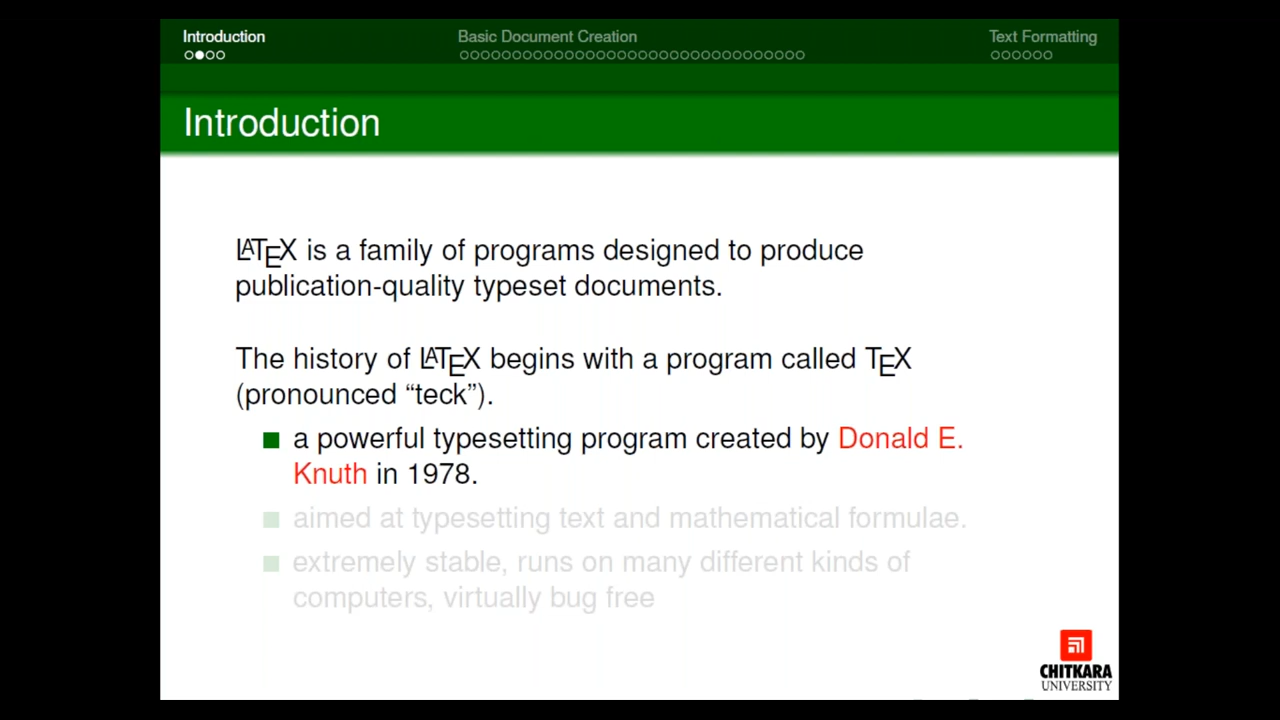 Introduction
Basic Document Creation
Text Formatting
Introduction
LATEX is a family of programs designed to produce
publication-quality typeset documents.
The history of LATEX begins with a program called TEX
(pronounced “teck”).
a powerful typesetting program created by Donald E.
Knuth in 1978.
aimed at typesetting text and mathematical formulae.
extremely stable, runs on many different kinds of
computers, virtually bug free
CHITKARA
UNIVERSITY